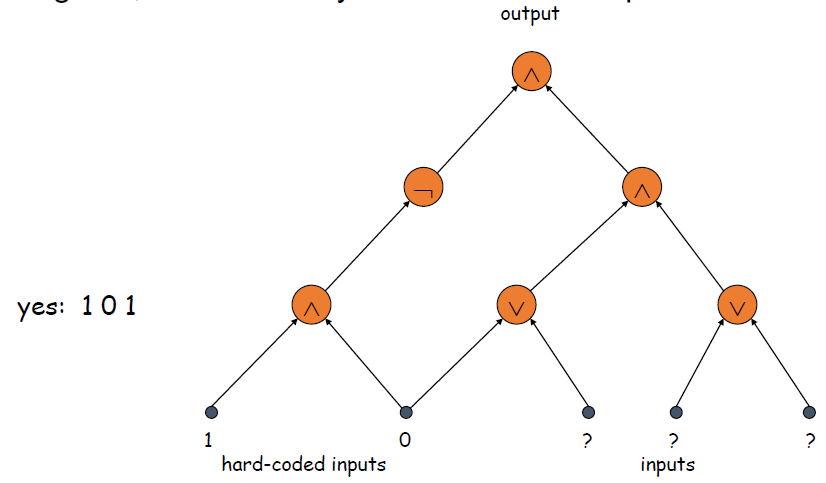 output
∧
¬
∧
yes: 1 0 1
∧
∨
∨
1
0
?
?
?
hard-coded inputs
inputs